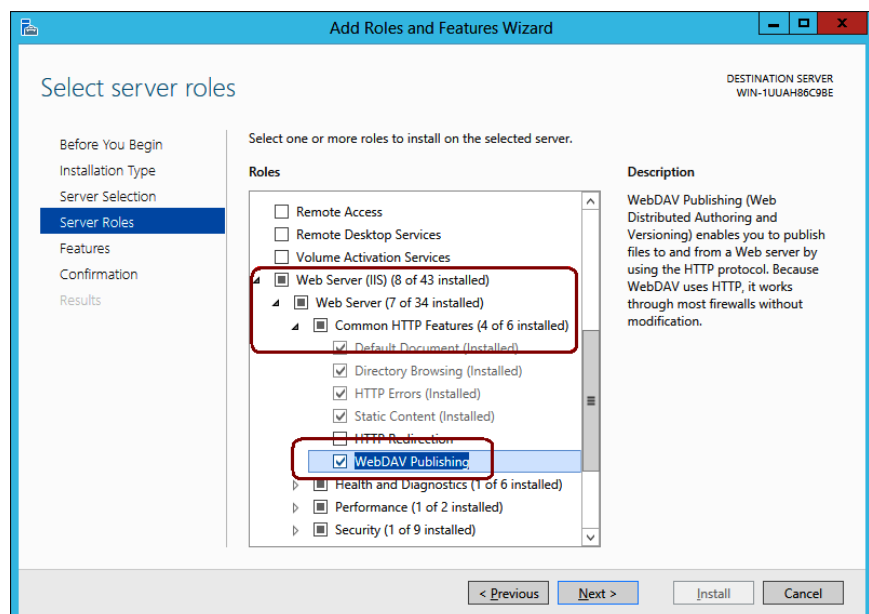 Add Roles and Features Wizard
Select server roles
DESTINATION SERVER
WIN-1UUAH86C9BE
Before You Begin
Installation Type
Server Selection
Server Roles
Features
Confirmation
Results
Select one or more roles to install on the selected server.
Roles
Remote Access
Remote Desktop Services
Volume Activation Services
Web Server (IIS) (8 of 43 installed)
Web Server (7 of 34 installed)
Common HTTP Features (4 of 6 installed)
Default Document (Installed)
Directory Browsing (Installed)
HTTP Errors (Installed)
Static Content (Installed)
HTTP Redirection
WebDAV Publishing
Health and Diagnostics (1 of 6 installed)
Performance (1 of 2 installed)
Security (1 of 9 installed)
Description
WebDAV Publishing (Web
Distributed Authoring and
Versioning) enables you to publish
files to and from a Web server by
using the HTTP protocol. Because
WebDAV uses HTTP, it works
through most firewalls without
modification.
< Previous
Next >
Install
Cancel